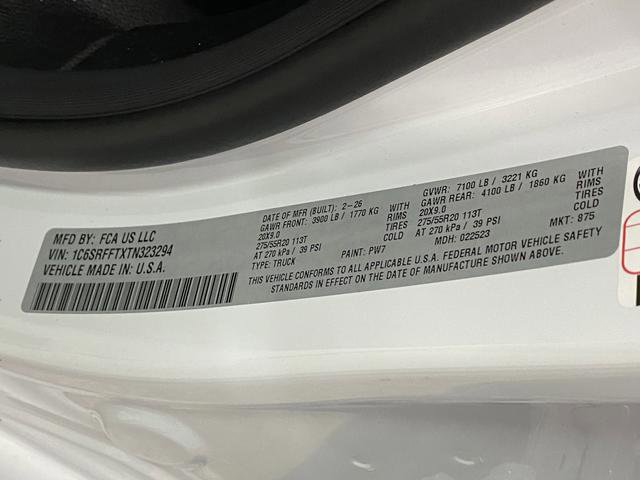 MFD BY: FCA US LLC
VIN: 1C6SRFFTXTN323294
VEHICLE MADE IN U.S.A.
DATE OF MFR (BUILT): 2-26
GAWR FRONT: 3900 LB / 1770 KG WITH
20X9.0 RIMS
275/55R20 113T TIRES
AT 270 kPa / 39 PSI COLD
TYPE: TRUCK
PAINT: PW7
GVWR: 7100 LB / 3221 KG
GAWR REAR: 4100 LB / 1860 KG WITH
20X9.0 RIMS
275/55R20 113T TIRES
AT 270 kPa / 39 PSI COLD
MDH: 022523
MKT: 875
THIS VEHICLE CONFORMS TO ALL APPLICABLE U.S.A. FEDERAL MOTOR VEHICLE SAFETY
STANDARDS IN EFFECT ON THE DATE OF MANUFACTURE SHOWN ABOVE.